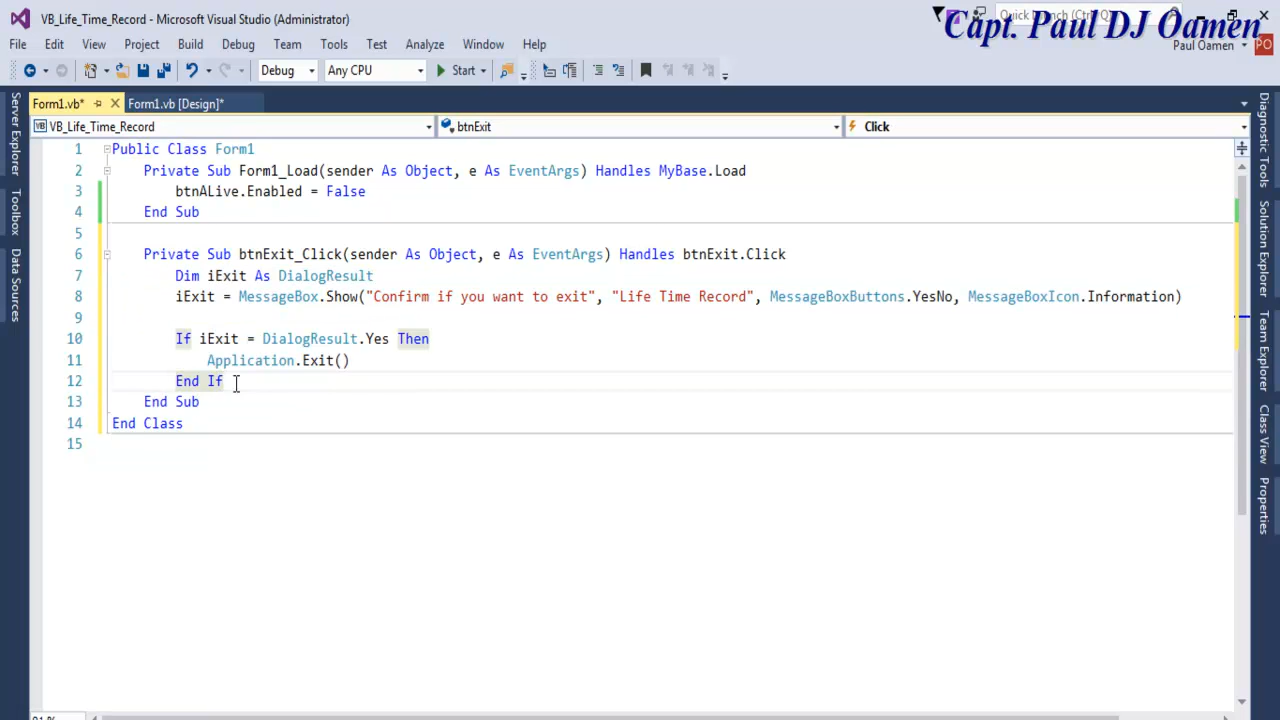 VB_Life_Time_Record - Microsoft Visual Studio (Administrator)
Capt. Paul DJ Oamen
File Edit View Project Build Debug Team Tools Test Analyze Window Help
Paul Oamen
PO
Debug Any CPU Start
Form1.vb* Form1.vb [Design]*
VB_Life_Time_Record btnExit Click
1 Public Class Form1
2 Private Sub Form1_Load(sender As Object, e As EventArgs) Handles MyBase.Load
3 btnALive.Enabled = False
4 End Sub
5
6 Private Sub btnExit_Click(sender As Object, e As EventArgs) Handles btnExit.Click
7 Dim iExit As DialogResult
8 iExit = MessageBox.Show("Confirm if you want to exit", "Life Time Record", MessageBoxButtons.YesNo, MessageBoxIcon.Information)
9
10 If iExit = DialogResult.Yes Then
11 Application.Exit()
12 End If
13 End Sub
14 End Class
15
Server Explorer
Toolbox
Data Sources
Diagnostic Tools
Solution Explorer
Team Explorer
Class View
Properties